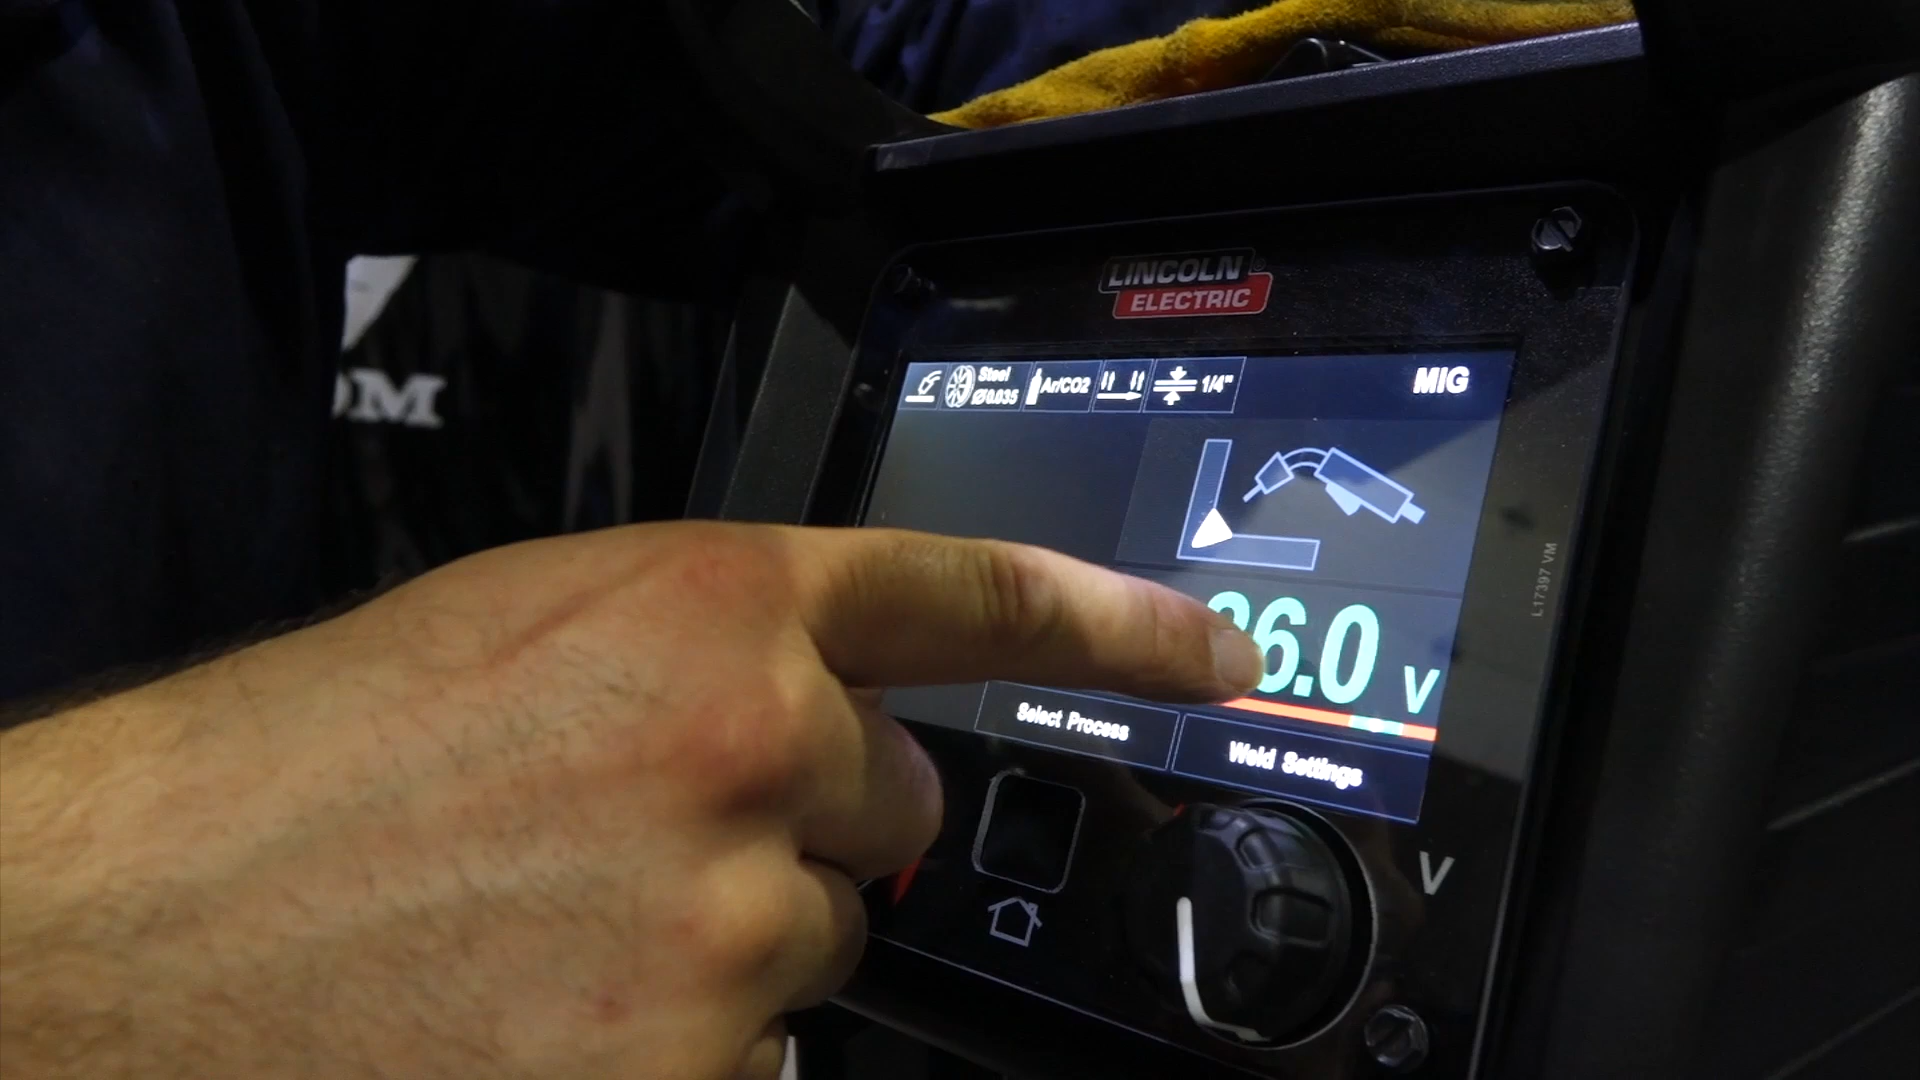 LINCOLN
ELECTRIC
Steel
Ø0.035
Ar/CO2
1/4"
MIG
6.0 V
Select Process
Weld Settings
V
L17397 VM
OM